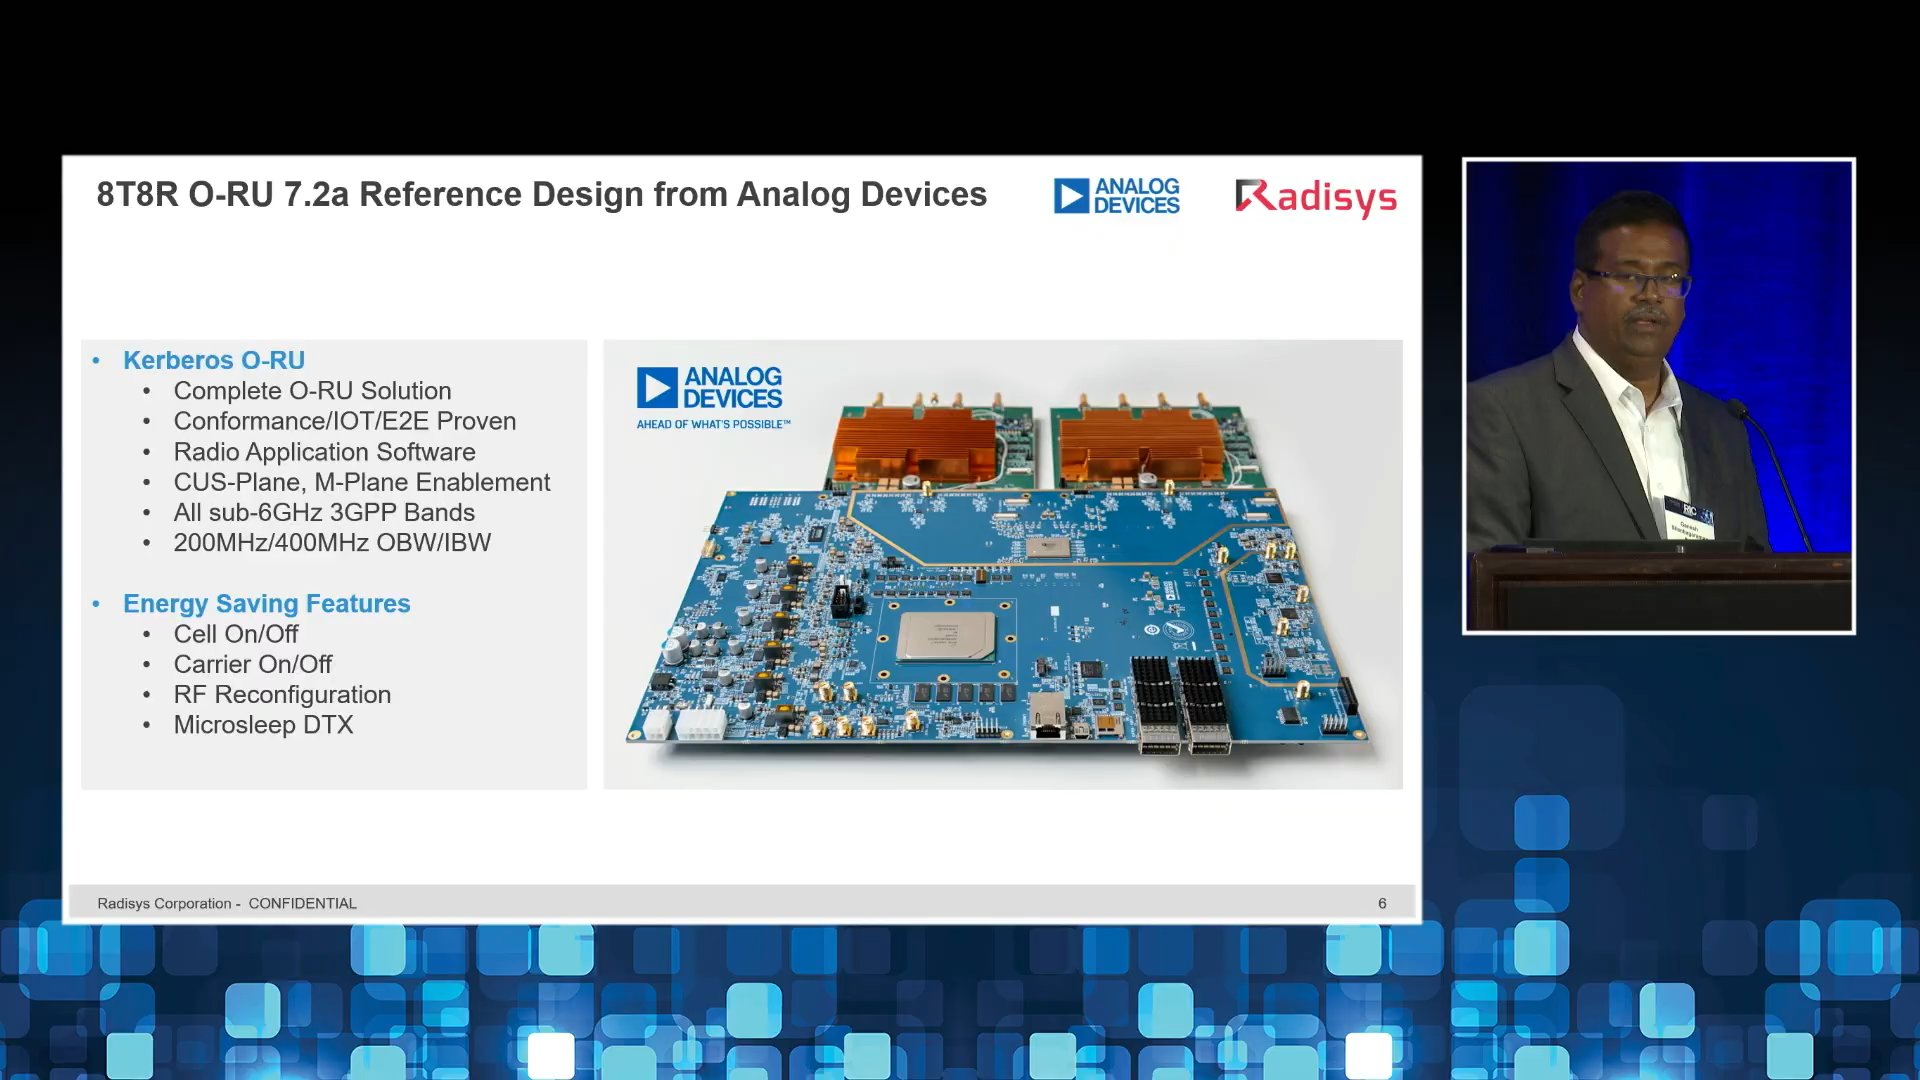 8T8R O-RU 7.2a Reference Design from Analog Devices
ANALOG
DEVICES
Radisys
• Kerberos O-RU
• Complete O-RU Solution
• Conformance/IOT/E2E Proven
• Radio Application Software
• CUS-Plane, M-Plane Enablement
• All sub-6GHz 3GPP Bands
• 200MHz/400MHz OBW/IBW
• Energy Saving Features
• Cell On/Off
• Carrier On/Off
• RF Reconfiguration
• Microsleep DTX
ANALOG
DEVICES
AHEAD OF WHAT'S POSSIBLE™
Radisys Corporation - CONFIDENTIAL
6
Ganesh